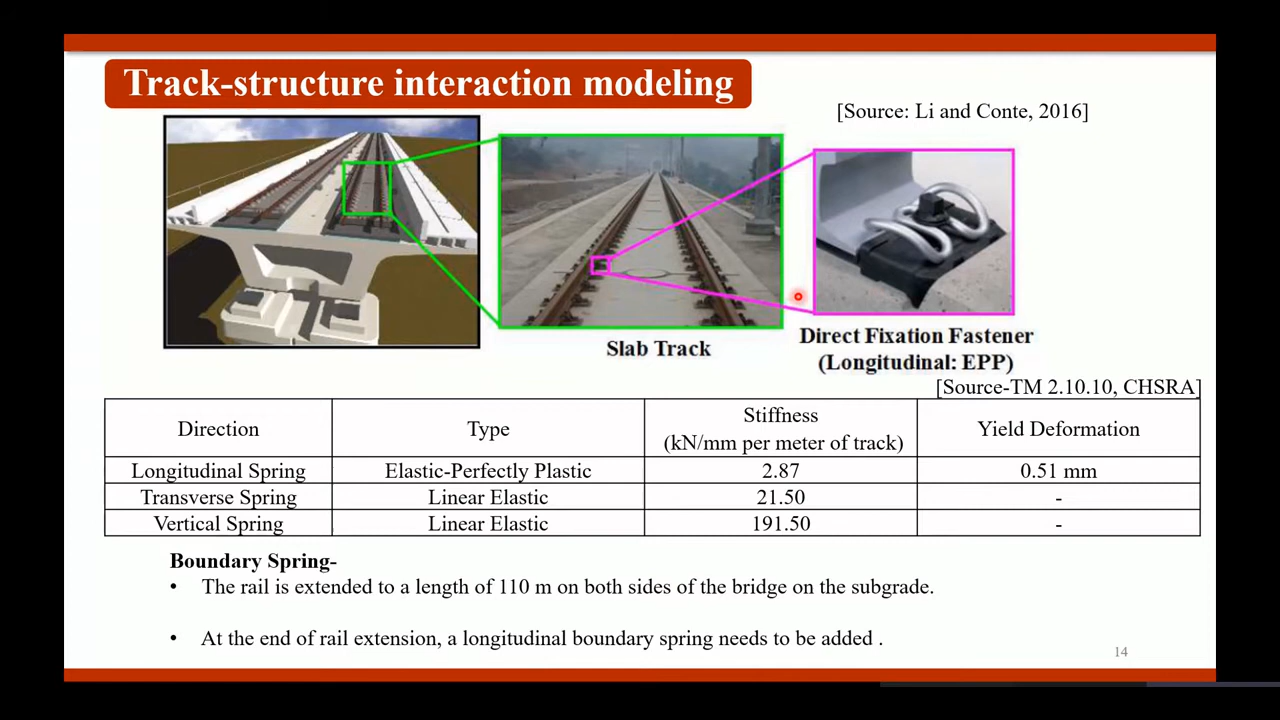 Track-structure interaction modeling
[Source: Li and Conte, 2016]
Slab Track
Direct Fixation Fastener
(Longitudinal: EPP)
[Source-TM 2.10.10, CHSRA]
Direction Type Stiffness (kN/mm per meter of track) Yield Deformation
Longitudinal Spring Elastic-Perfectly Plastic 2.87 0.51 mm
Transverse Spring Linear Elastic 21.50 -
Vertical Spring Linear Elastic 191.50 -
Boundary Spring-
• The rail is extended to a length of 110 m on both sides of the bridge on the subgrade.
• At the end of rail extension, a longitudinal boundary spring needs to be added .
14